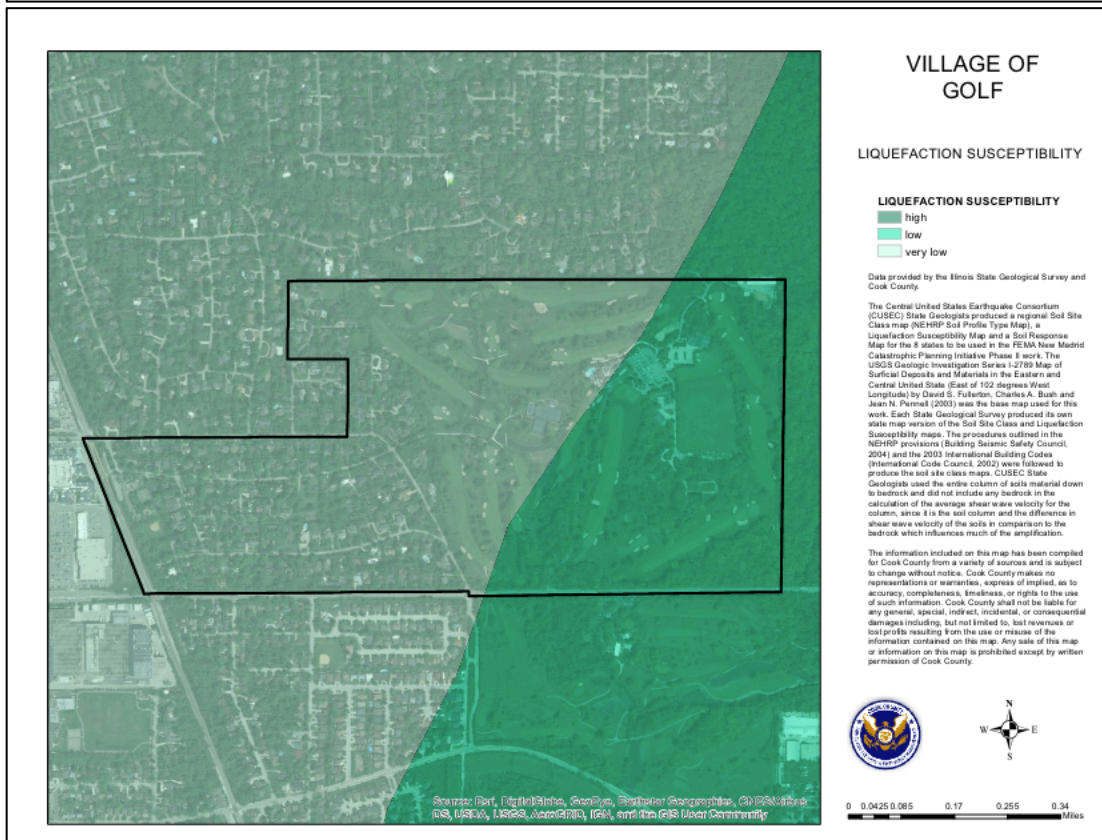 VILLAGE OF
GOLF
LIQUEFACTION SUSCEPTIBILITY
LIQUEFACTION SUSCEPTIBILITY
high
low
very low
Data provided by the Illinois State Geological Survey and
Cook County.
The Central United States Earthquake Consortium
(CUSEC) State Geologists produced a regional Soil Site
Class map (NEHRP Soil Profile Type Map), a
Liquefaction Susceptibility Map and a Soil Response
Map for the 8 states to be used in the FEMA New Madrid
Catastrophic Planning Initiative Phase II work. The
USGS Geologic Investigation Series I-2789 Map of
Surficial Deposits and Materials in the Eastern and
Central United State (East of 102 degrees West
Longitude) by David S. Fullerton, Charles A. Bush and
Jean N. Pennell (2003) was the base map used for this
work. Each State Geological Survey produced its own
state map version of the Soil Site Class and Liquefaction
Susceptibility maps. The procedures outlined in the
NEHRP provisions (Building Seismic Safety Council,
2004) and the 2003 International Building Codes
(International Code Council, 2002) were followed to
produce the soil site class maps. CUSEC State
Geologists used the entire column of soils material down
to bedrock and did not include any bedrock in the
calculation of the average shear wave velocity for the
column, since it is the soil column and the difference in
shear wave velocity of the soils in comparison to the
bedrock which influences much of the amplification.
The information included on this map has been compiled
for Cook County from a variety of sources and is subject
to change without notice. Cook County makes no
representations or warranties, express of implied, as to
accuracy, completeness, timeliness, or rights to the use
of such information. Cook County shall not be liable for
any general, special, indirect, incidental, or consequential
damages including, but not limited to, lost revenues or
lost profits resulting from the use or misuse of the
information contained on this map. Any sale of this map
or information on this map is prohibited except by written
permission of Cook County.
N
W E
S
0 0.0425 0.085 0.17 0.255 0.34
Miles
Source: Esri, DigitalGlobe, GeoEye, Earthstar Geographics, CNES/Airbus
DS, USDA, USGS, AeroGRID, IGN, and the GIS User Community